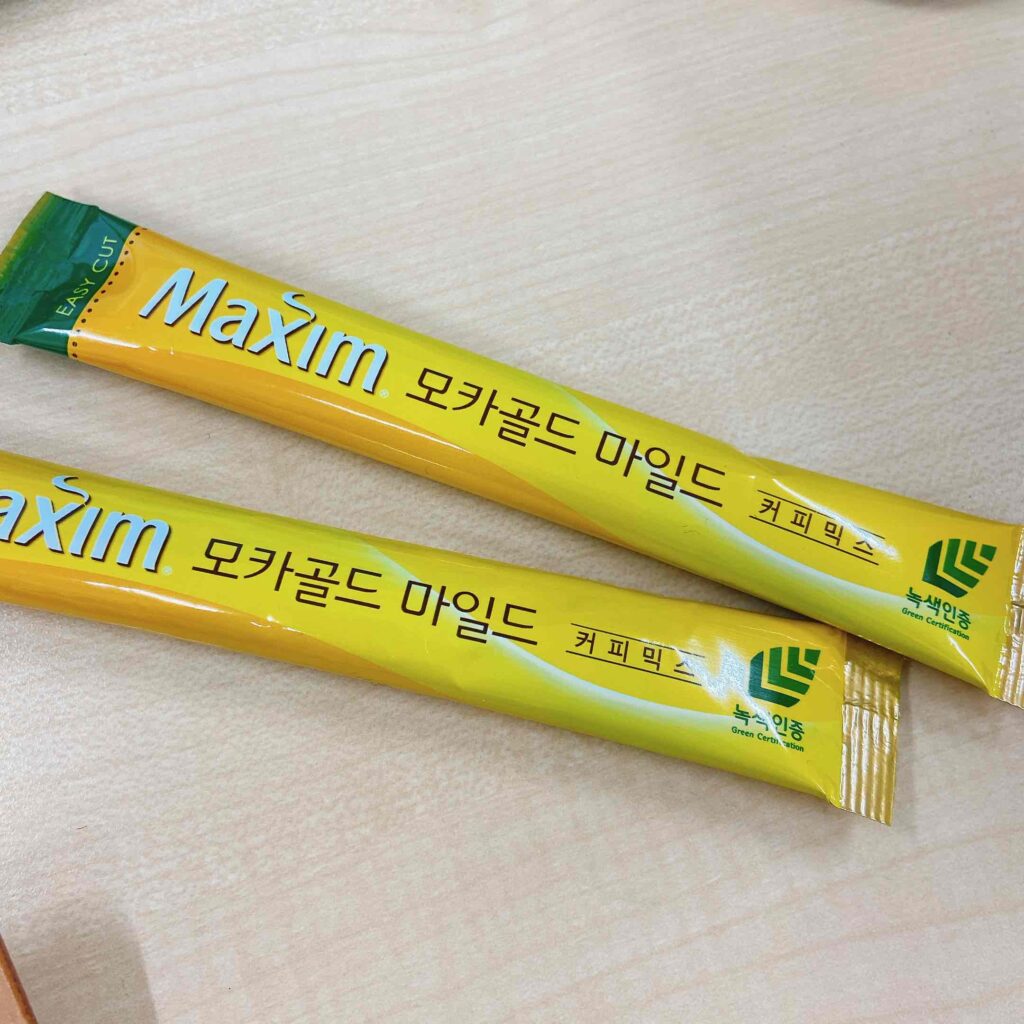 EASY CUT
Maxim®
모카골드 마일드
커피믹스
녹색인증
Green Certification
axim®
모카골드 마일드
커피믹스
녹색인증
Green Certification